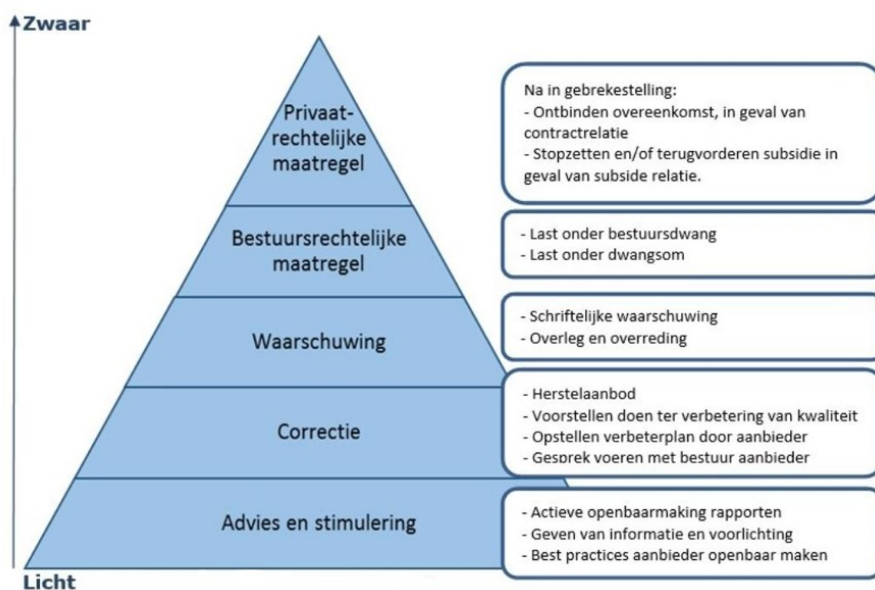 Zwaar
Privaat-
rechtelijke
maatregel
Na in gebrekestelling:
- Ontbinden overeenkomst, in geval van
contractrelatie
- Stopzetten en/of terugvorderen subsidie in
geval van subside relatie.
Bestuursrechtelijke
maatregel
- Last onder bestuursdwang
- Last onder dwangsom
Waarschuwing
- Schriftelijke waarschuwing
- Overleg en overreding
Correctie
- Herstelaanbod
- Voorstellen doen ter verbetering van kwaliteit
- Opstellen verbeterplan door aanbieder
- Gesprek voeren met bestuur aanbieder
Advies en stimulering
- Actieve openbaarmaking rapporten
- Geven van informatie en voorlichting
- Best practices aanbieder openbaar maken
Licht